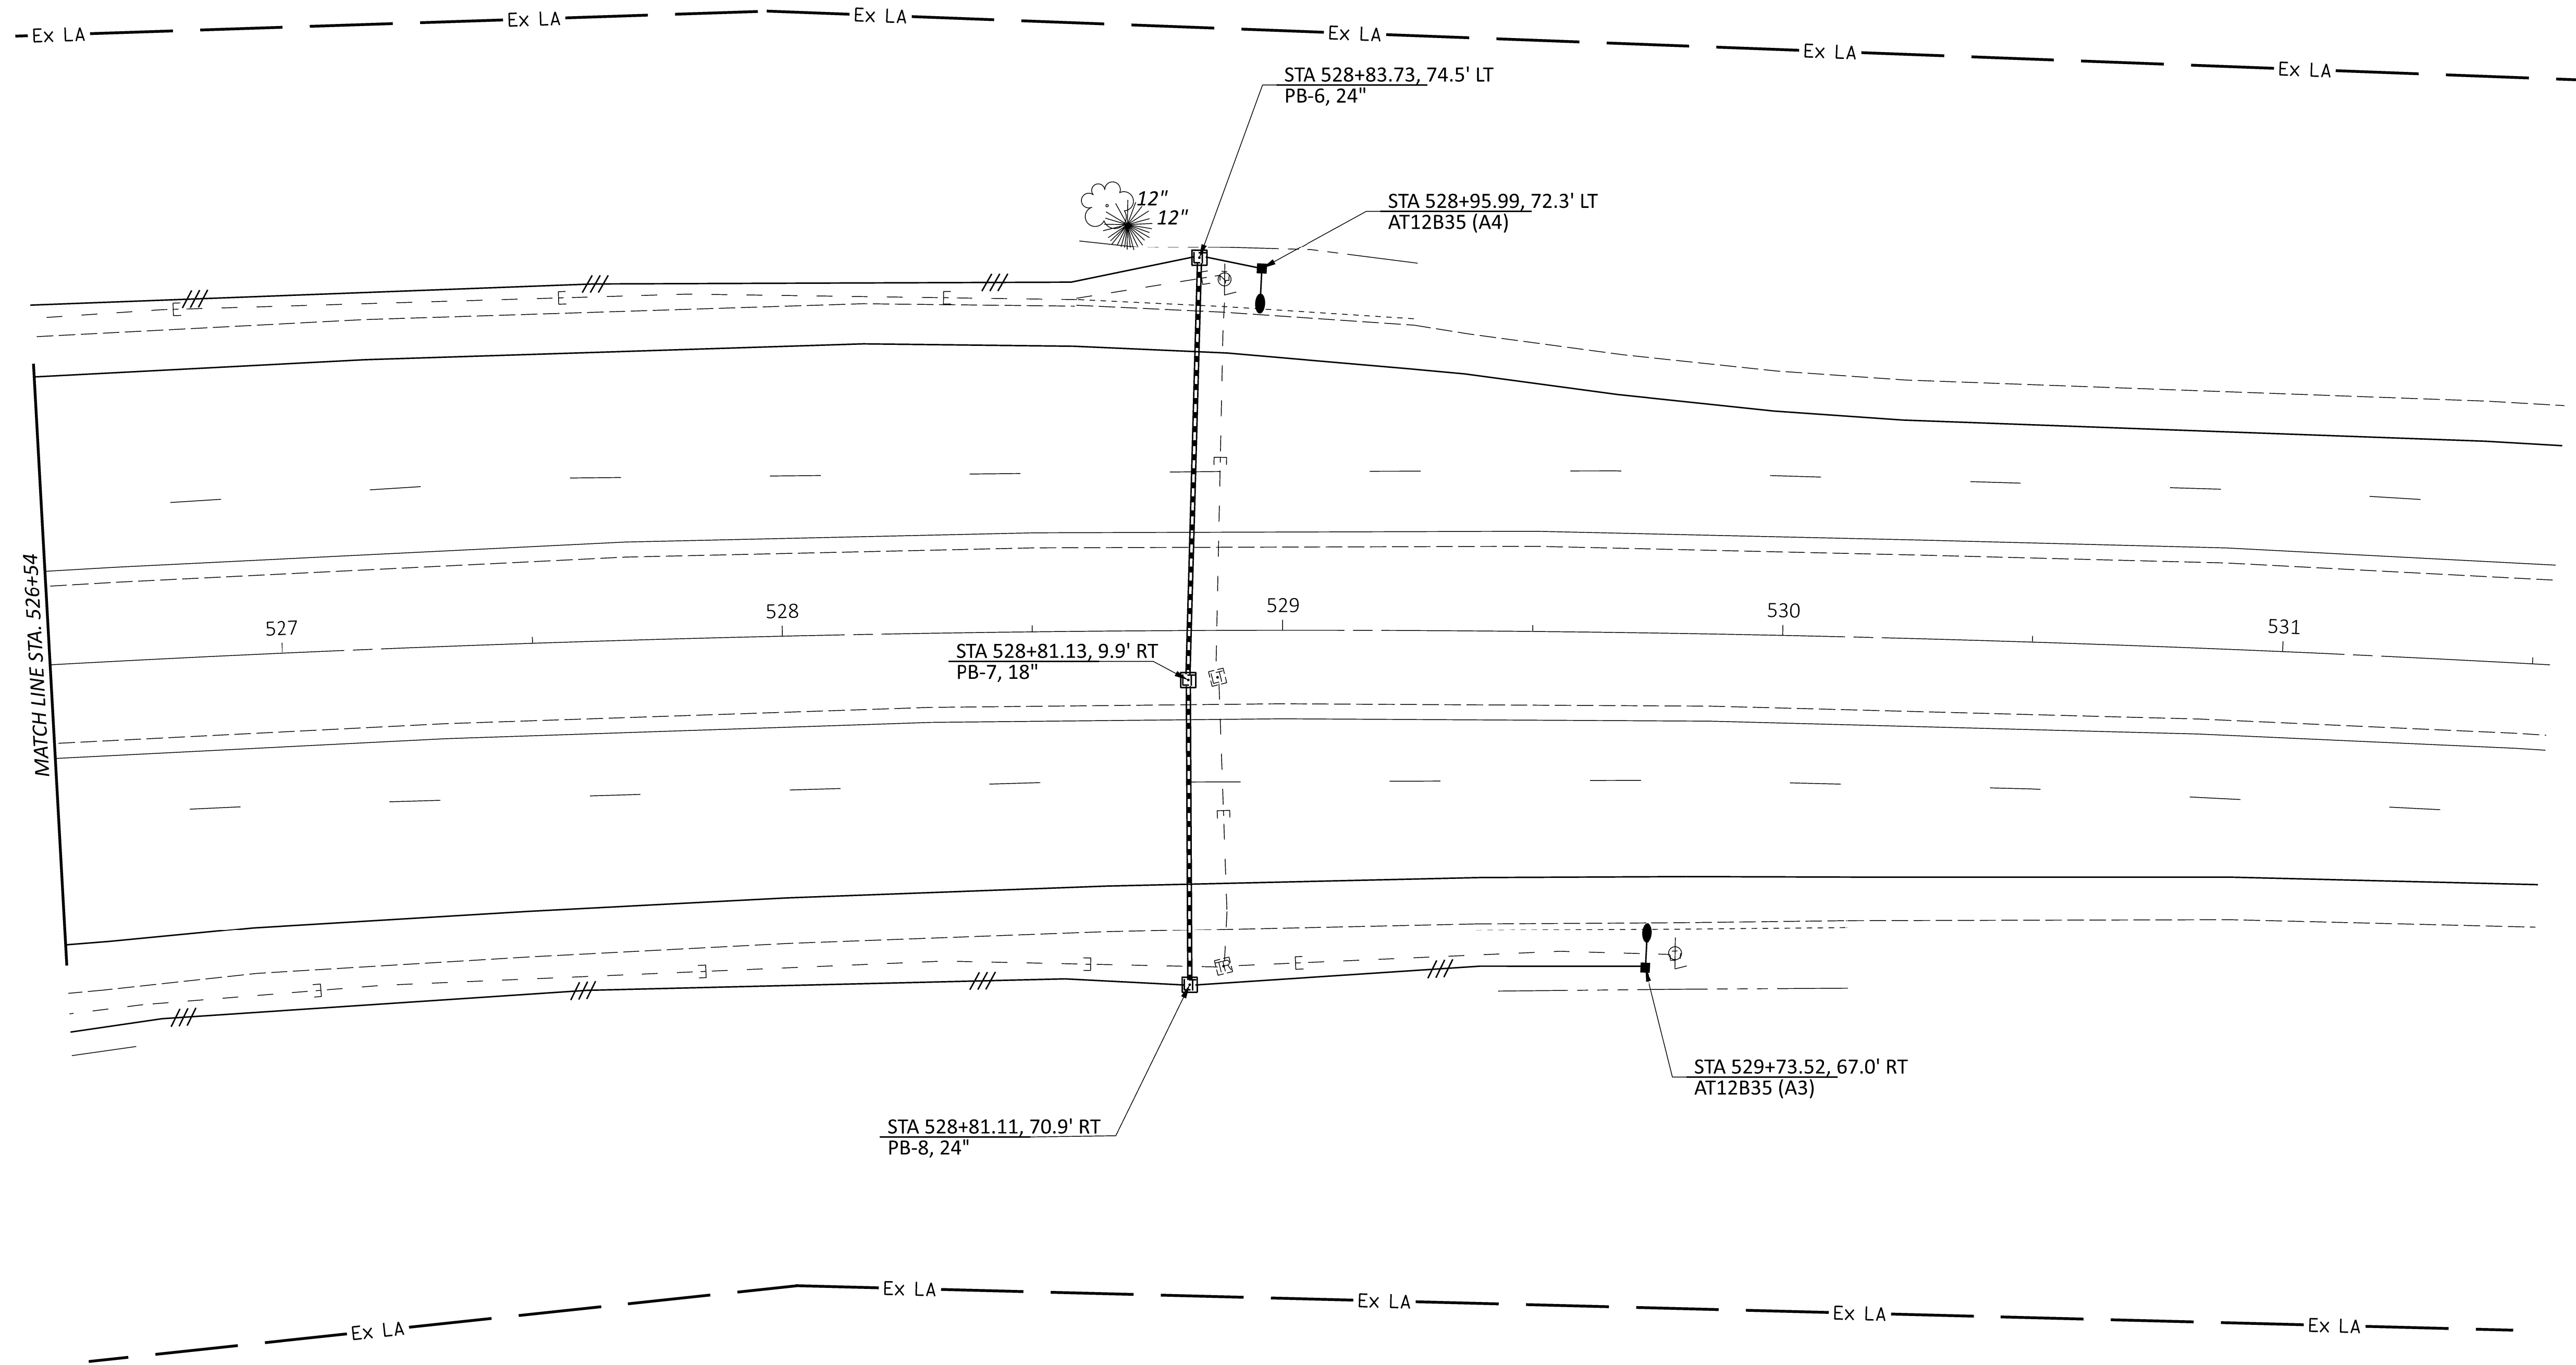 Ex LA
Ex LA
Ex LA
Ex LA
Ex LA
Ex LA
STA 528+83.73, 74.5' LT
PB-6, 24"
12"
12"
STA 528+95.99, 72.3' LT
AT12B35 (A4)
E
E
E
E
E
MATCH LINE STA. 526+54
527
528
529
530
531
STA 528+81.13, 9.9' RT
PB-7, 18"
E
E
E
E
E
STA 529+73.52, 67.0' RT
AT12B35 (A3)
STA 528+81.11, 70.9' RT
PB-8, 24"
Ex LA
Ex LA
Ex LA
Ex LA
Ex LA